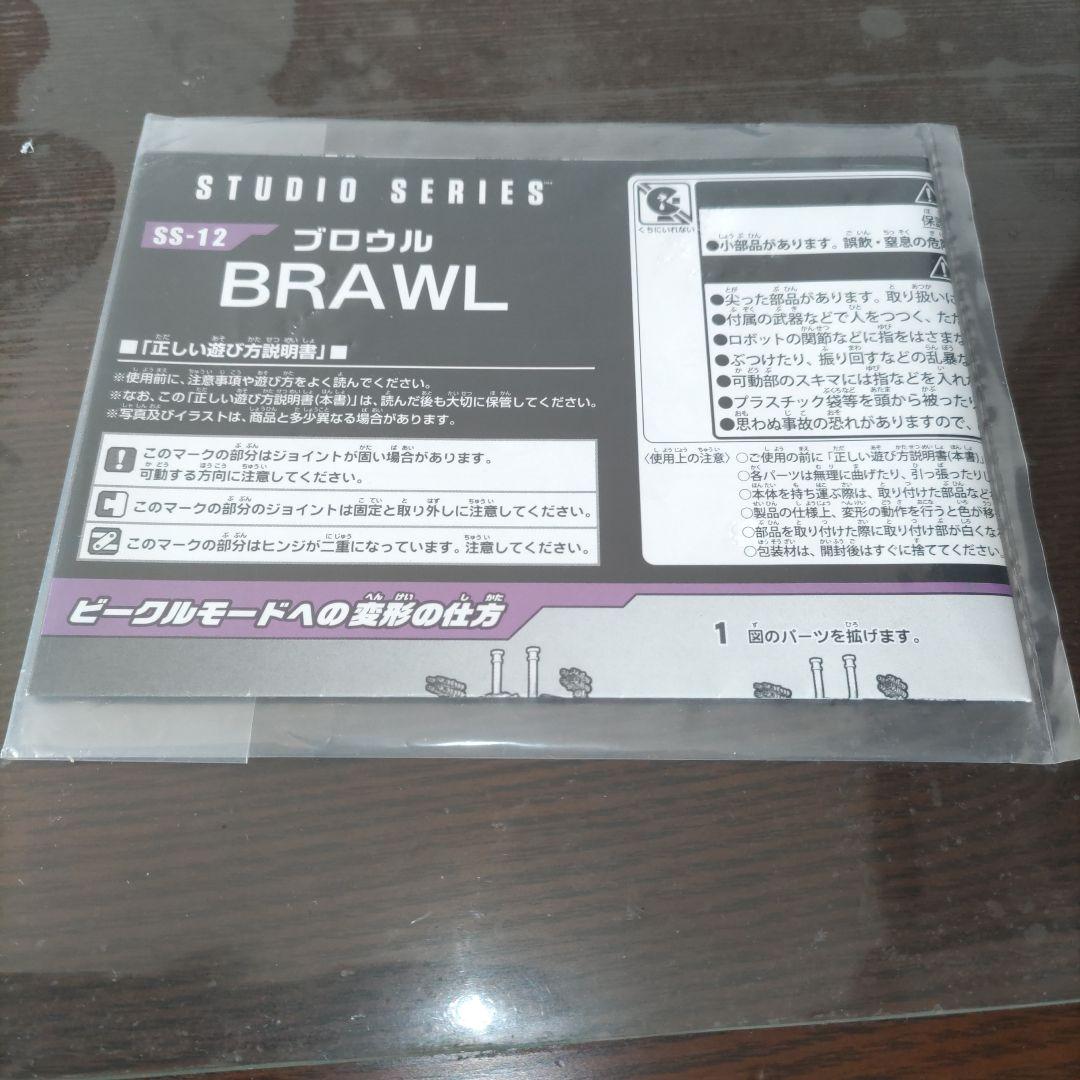 STUDIO SERIES
SS-12 ブロウル
BRAWL
■「正しい遊び方説明書」■
※使用前に、注意事項や遊び方をよく読んでください。
※なお、この「正しい遊び方説明書(本書)」は、読んだ後も大切に保管してください。
※写真及びイラストは、商品と多少異なる場合があります。
このマークの部分はジョイントが固い場合があります。
可動する方向に注意してください。
このマークの部分のジョイントは固定と取り外しに注意してください。
このマークの部分はヒンジが二重になっています。注意してください。
くちにいれない
●小部品があります。誤飲・窒息の危
●尖った部品があります。取り扱いに
●付属の武器などで人をつつく、たた
●ロボットの関節などに指をはさまな
●ぶつけたり、振り回すなどの乱暴な
●可動部のスキマには指などを入れ
●プラスチック袋等を頭から被ったり
●思わぬ事故の恐れがありますので、
〈使用上の注意〉
○ご使用の前に「正しい遊び方説明書(本書)」
○各パーツは無理に曲げたり、引っ張ったりし
○本体を持ち運ぶ際は、取り付けた部品など
○製品の仕様上、変形の動作を行うと色が移
○部品を取り付けた際に取り付け部が白くな
○包装材は、開封後はすぐに捨ててください。
ビークルモードへの変形の仕方
1 図のパーツを拡げます。